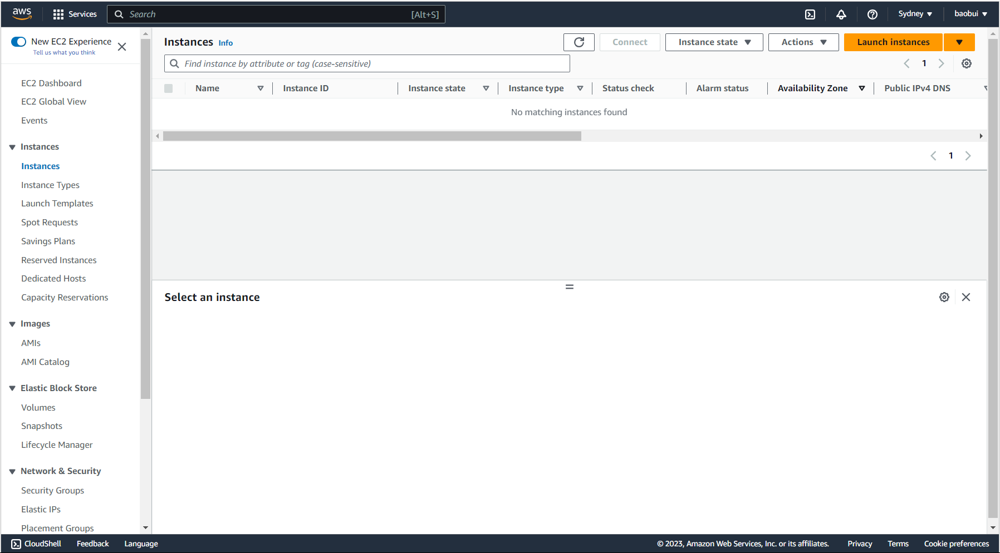 aws
Services
Search [Alt+S]
Sydney
baobui
New EC2 Experience
Tell us what you think
EC2 Dashboard
EC2 Global View
Events
Instances
Instances
Instance Types
Launch Templates
Spot Requests
Savings Plans
Reserved Instances
Dedicated Hosts
Capacity Reservations
Images
AMIs
AMI Catalog
Elastic Block Store
Volumes
Snapshots
Lifecycle Manager
Network & Security
Security Groups
Elastic IPs
Placement Groups
Instances Info
Connect
Instance state
Actions
Launch instances
Find instance by attribute or tag (case-sensitive)
1
Name Instance ID Instance state Instance type Status check Alarm status Availability Zone Public IPv4 DNS
No matching instances found
1
Select an instance
CloudShell Feedback Language
© 2023, Amazon Web Services, Inc. or its affiliates. Privacy Terms Cookie preferences